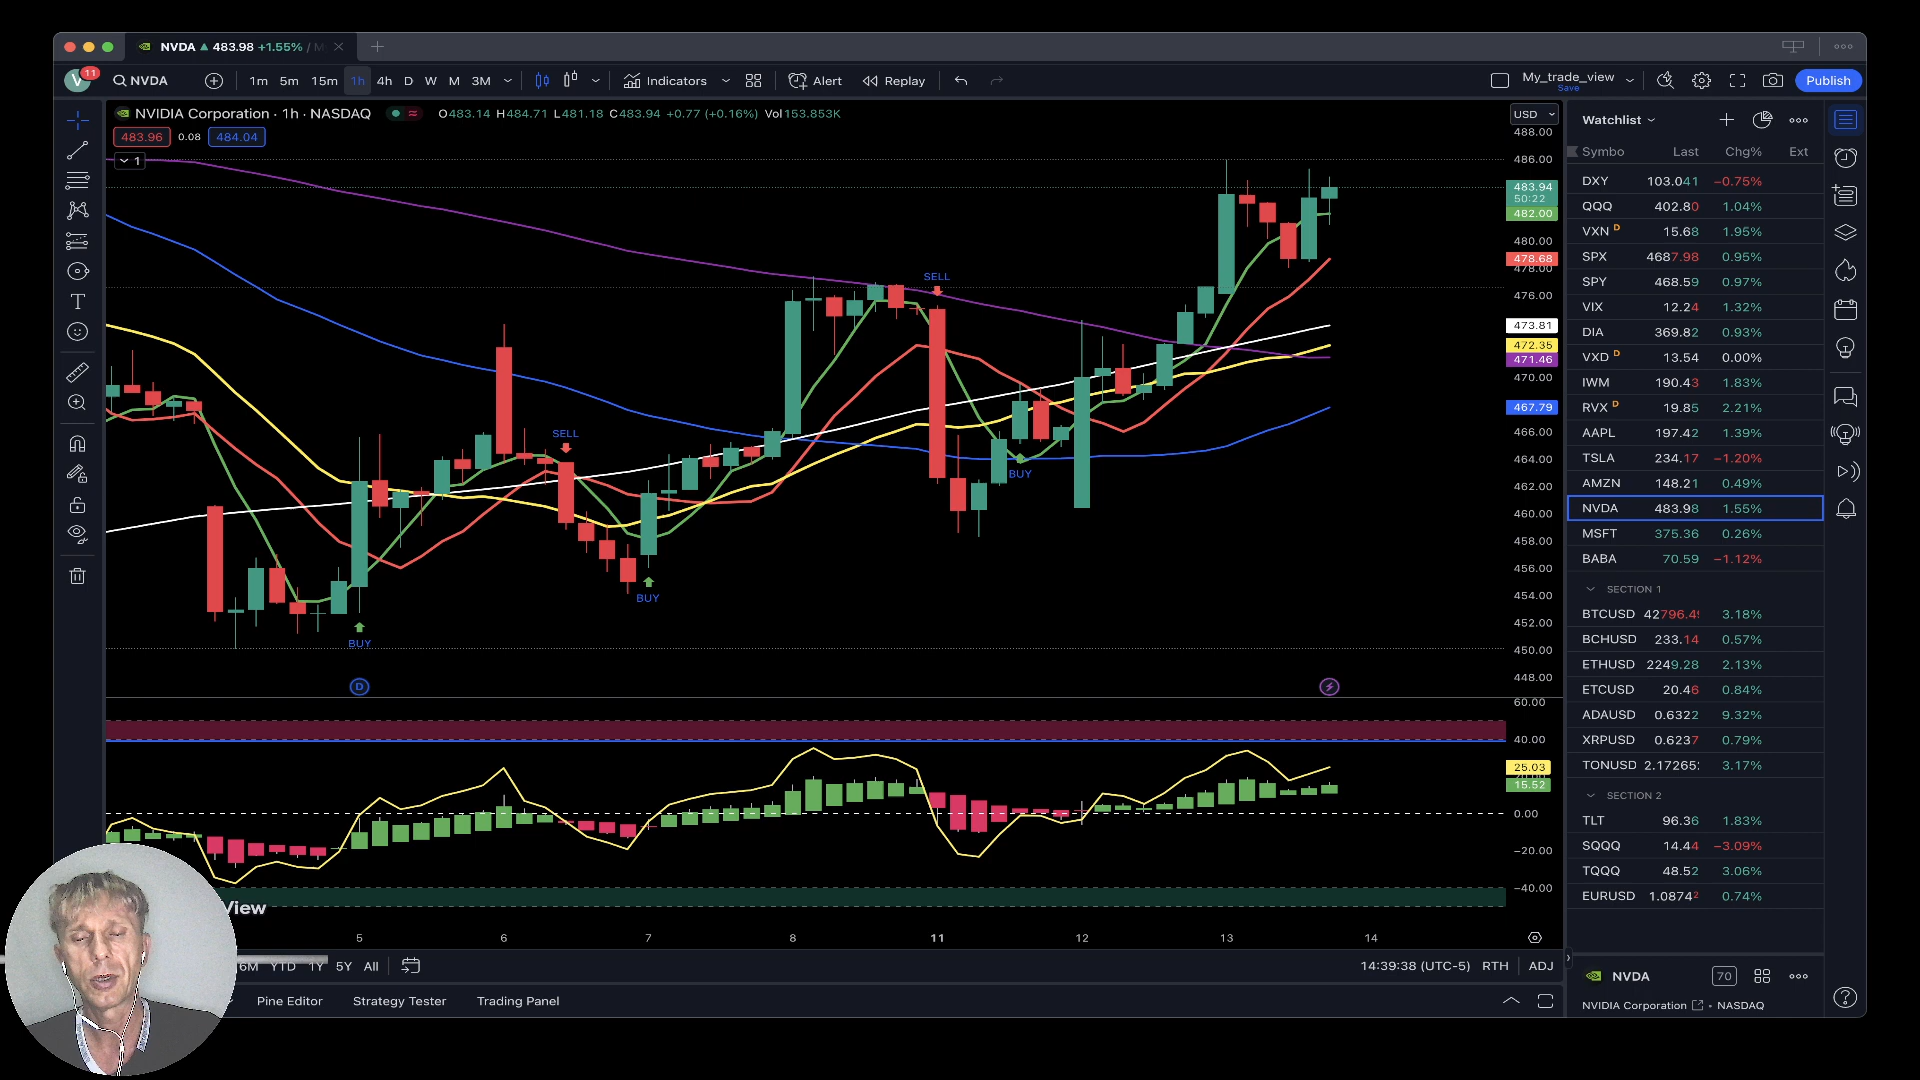 NVDA ▲ 483.98 +1.55% /
11
V
NVDA 1m 5m 15m 1h 4h D W M 3M Indicators Alert Replay My_trade_view Save Publish
NVIDIA Corporation · 1h · NASDAQ O483.14 H484.71 L481.18 C483.94 +0.77 (+0.16%) Vol153.853K
483.96 0.08 484.04
1
USD
488.00
486.00
483.94
50:22
482.00
480.00
478.68
478.00
476.00
473.81
472.35
471.46
470.00
467.79
466.00
464.00
462.00
460.00
458.00
456.00
454.00
452.00
450.00
448.00
SELL
SELL
BUY
BUY
BUY
D
60.00
40.00
25.03
15.52
0.00
−20.00
−40.00
View
5 6 7 8 11 12 13 14
6M YTD 1Y 5Y All
14:39:38 (UTC-5) RTH ADJ
Pine Editor Strategy Tester Trading Panel
Watchlist
Symbo Last Chg% Ext
DXY 103.041 −0.75%
QQQ 402.80 1.04%
VXN D 15.68 1.95%
SPX 4687.98 0.95%
SPY 468.59 0.97%
VIX 12.24 1.32%
DIA 369.82 0.93%
VXD D 13.54 0.00%
IWM 190.43 1.83%
RVX D 19.85 2.21%
AAPL 197.42 1.39%
TSLA 234.17 −1.20%
AMZN 148.21 0.49%
NVDA 483.98 1.55%
MSFT 375.36 0.26%
BABA 70.59 −1.12%
SECTION 1
BTCUSD 42796.4 3.18%
BCHUSD 233.14 0.57%
ETHUSD 2249.28 2.13%
ETCUSD 20.46 0.84%
ADAUSD 0.6322 9.32%
XRPUSD 0.6237 0.79%
TONUSD 2.17265 3.17%
SECTION 2
TLT 96.36 1.83%
SQQQ 14.44 −3.09%
TQQQ 48.52 3.06%
EURUSD 1.08742 0.74%
NVDA 70
NVIDIA Corporation • NASDAQ